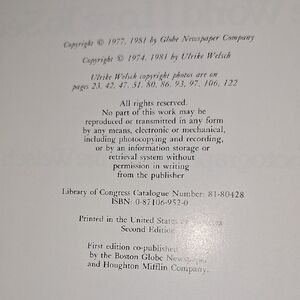 Copyright © 1977, 1981 by Globe Newspaper Company
Copyright © 1974, 1981 by Ulrike Welsch
Ulrike Welsch copyright photos are on
pages 23, 42, 47, 51, 80, 86, 93, 97, 106, 122
All rights reserved.
No part of this work may be
reproduced or transmitted in any form
by any means, electronic or mechanical,
including photocopying and recording,
or by an information storage or
retrieval system without
permission in writing
from the publisher
Library of Congress Catalogue Number: 81-80428
ISBN: 0-87106-952-0
Printed in the United States
Second Edition
First edition co-published
by the Boston Globe
and Houghton Mifflin Company.